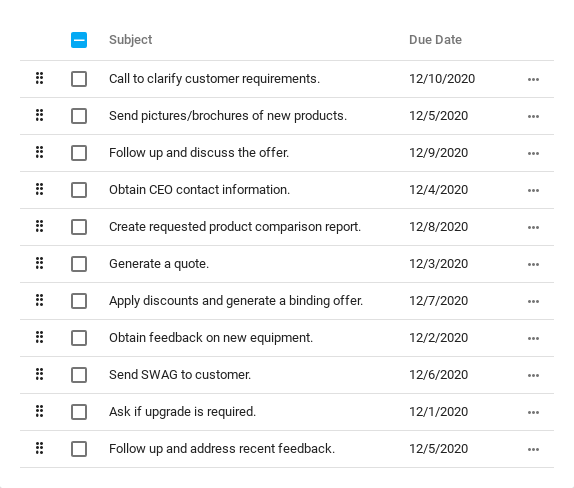 Subject Due Date
Call to clarify customer requirements. 12/10/2020
Send pictures/brochures of new products. 12/5/2020
Follow up and discuss the offer. 12/9/2020
Obtain CEO contact information. 12/4/2020
Create requested product comparison report. 12/8/2020
Generate a quote. 12/3/2020
Apply discounts and generate a binding offer. 12/7/2020
Obtain feedback on new equipment. 12/2/2020
Send SWAG to customer. 12/6/2020
Ask if upgrade is required. 12/1/2020
Follow up and address recent feedback. 12/5/2020